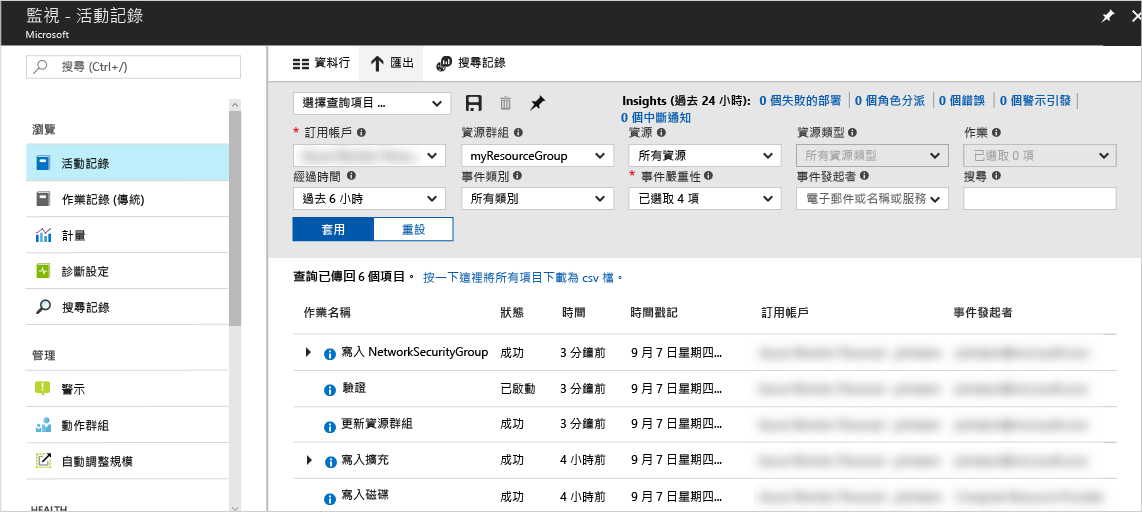 監視 - 活動記錄
Microsoft
搜尋 (Ctrl+/)
瀏覽
活動記錄
作業記錄 (傳統)
計量
診斷設定
搜尋記錄
管理
警示
動作群組
自動調整規模
HEALTH
資料行 匯出 搜尋記錄
選擇查詢項目 ...
Insights (過去 24 小時): 0 個失敗的部署 | 0 個角色分派 | 0 個錯誤 | 0 個警示引發 |
0 個中斷通知
* 訂用帳戶 資源群組 資源 資源類型 作業
myResourceGroup 所有資源 所有資源類型 已選取 0 項
經過時間 事件類別 * 事件嚴重性 事件發起者 搜尋
過去 6 小時 所有類別 已選取 4 項 電子郵件或名稱或服務
套用 重設
查詢已傳回 6 個項目。 按一下這裡將所有項目下載為 csv 檔。
作業名稱 狀態 時間 時間戳記 訂用帳戶 事件發起者
寫入 NetworkSecurityGroup 成功 3 分鐘前 9 月 7 日星期四...
驗證 已啟動 3 分鐘前 9 月 7 日星期四...
更新資源群組 成功 3 分鐘前 9 月 7 日星期四...
寫入擴充 成功 4 小時前 9 月 7 日星期四...
寫入磁碟 成功 4 小時前 9 月 7 日星期四...